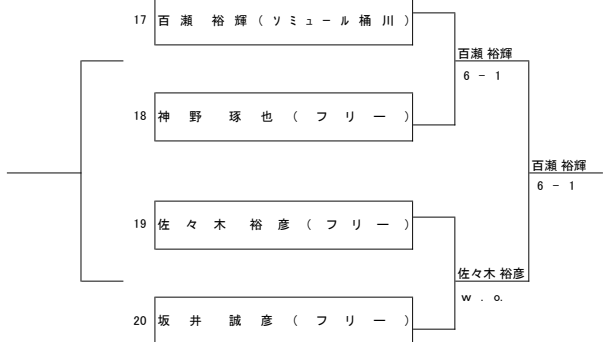 17 百瀬 裕輝(ソミュール桶川)
百瀬 裕輝
6 - 1
18 神野 琢也(フリー)
百瀬 裕輝
6 - 1
19 佐々木 裕彦(フリー)
佐々木 裕彦
w.o.
20 坂井 誠彦(フリー)